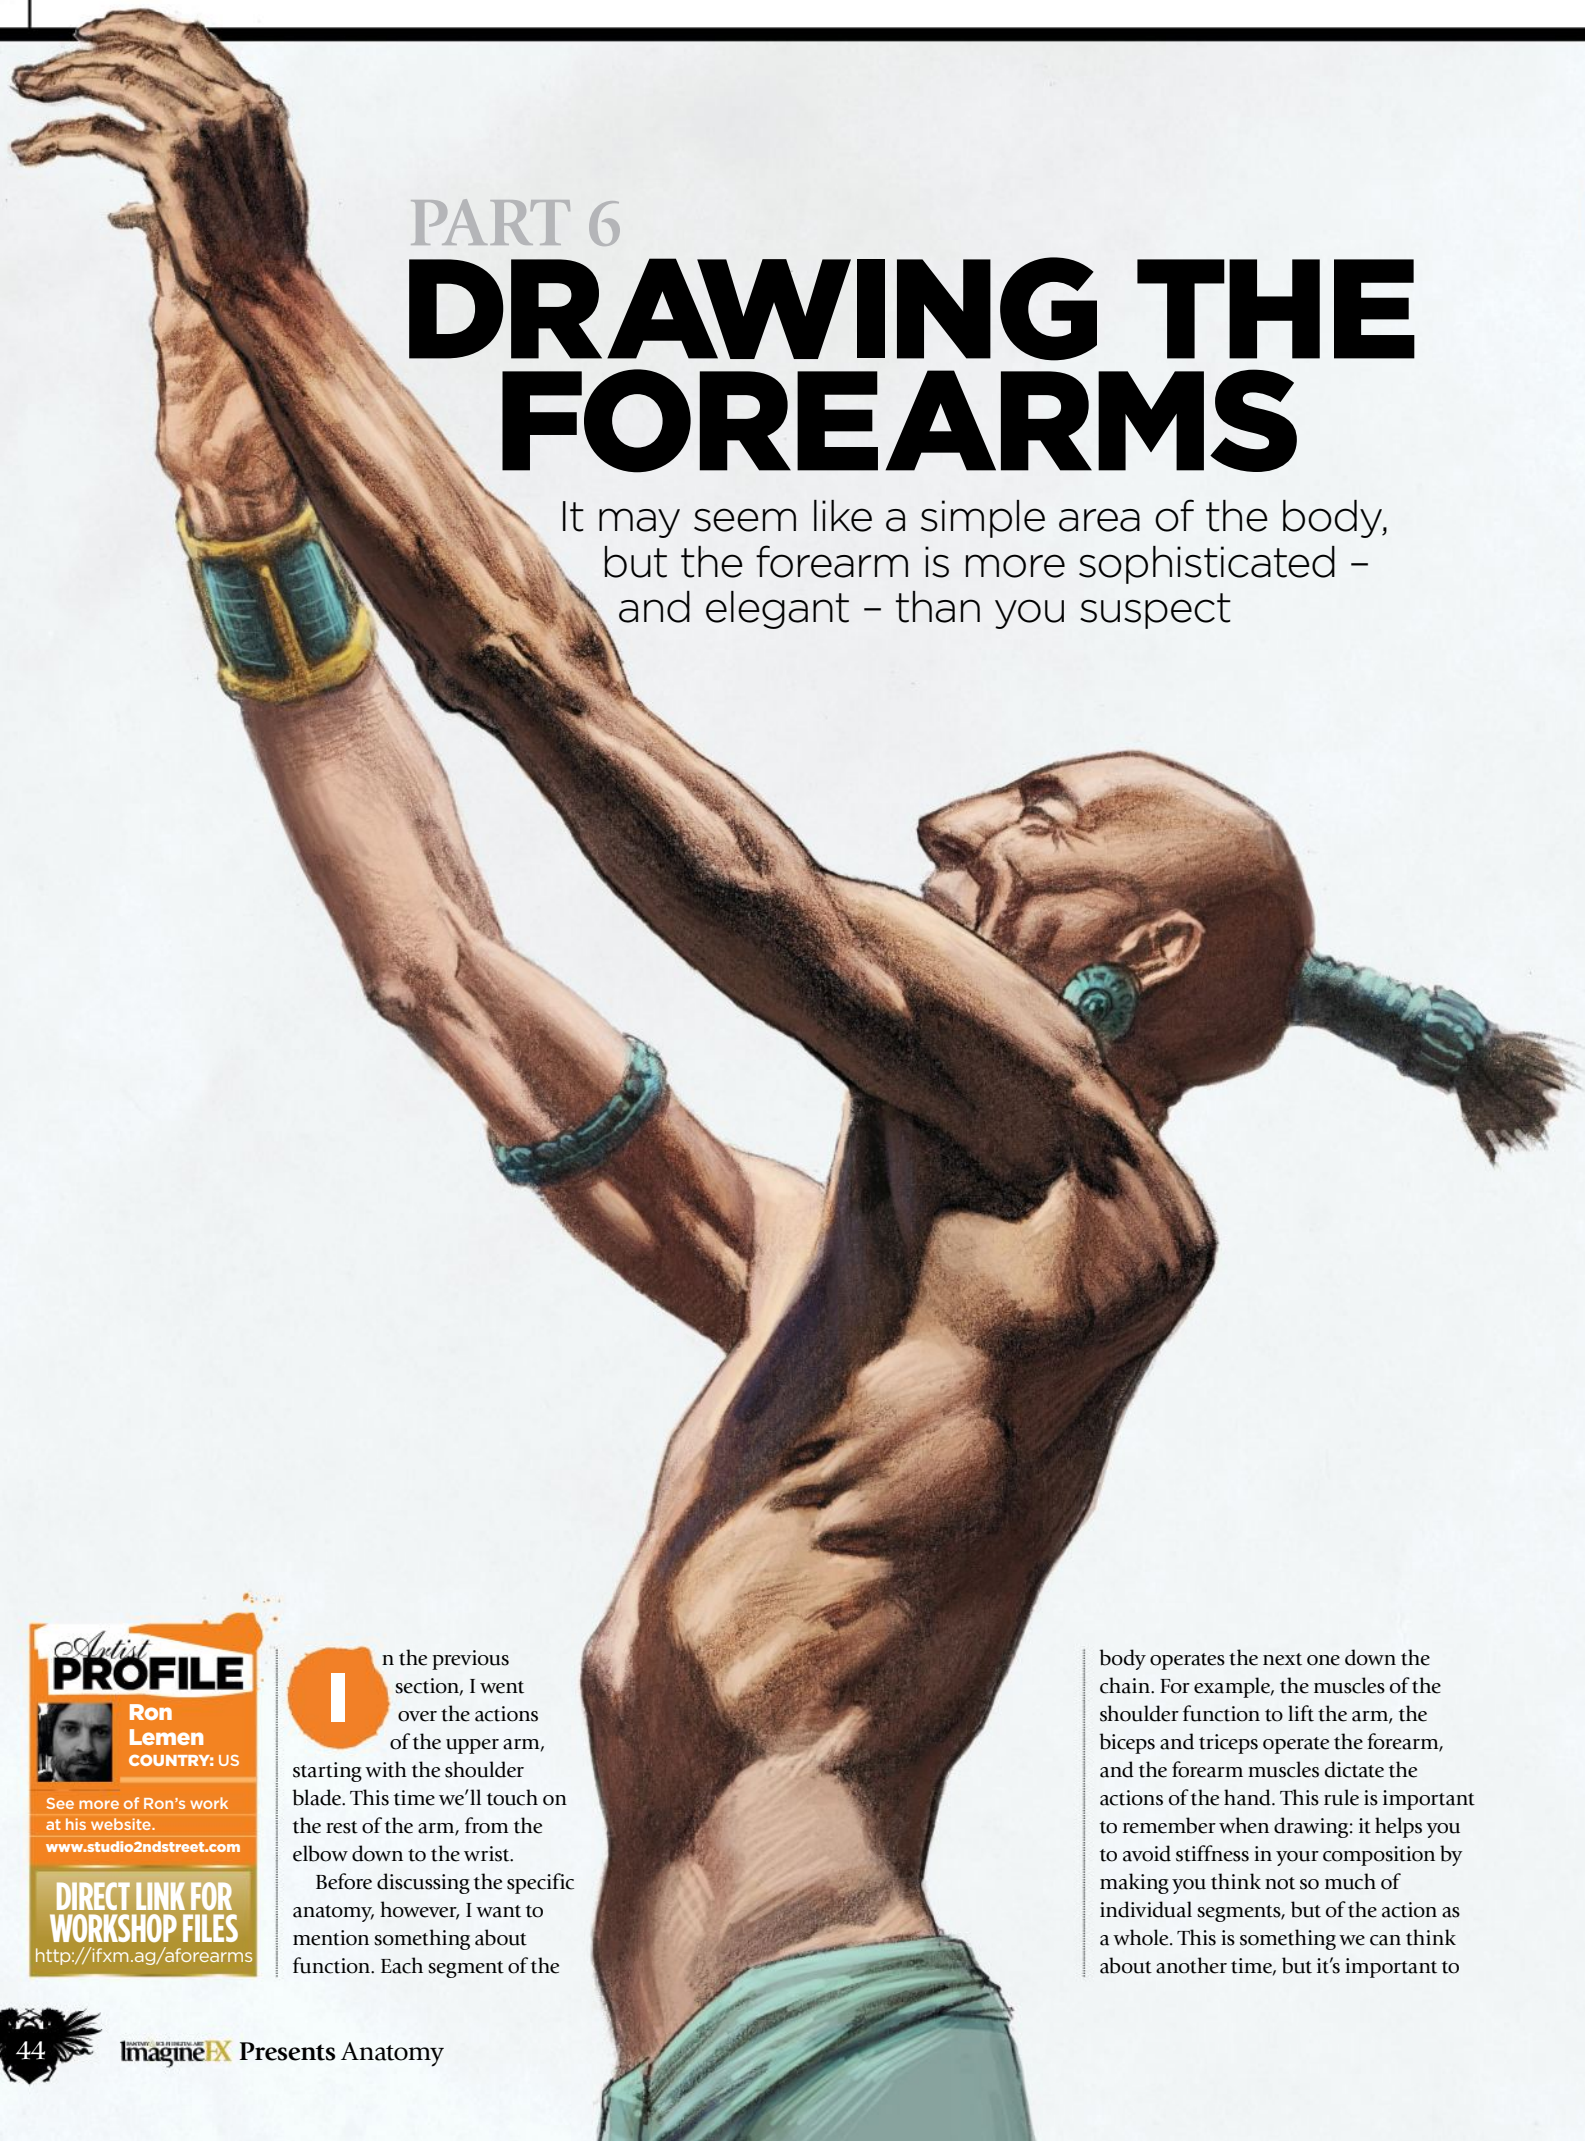 PART 6
DRAWING THE
FOREARMS
It may seem like a simple area of the body,
but the forearm is more sophisticated –
and elegant – than you suspect
Artist
PROFILE
Ron
Lemen
COUNTRY: US
See more of Ron's work
at his website.
www.studio2ndstreet.com
DIRECT LINK FOR
WORKSHOP FILES
http://ifxm.ag/aforearms
In the previous
section, I went
over the actions
of the upper arm,
starting with the shoulder
blade. This time we'll touch on
the rest of the arm, from the
elbow down to the wrist.
Before discussing the specific
anatomy, however, I want to
mention something about
function. Each segment of the
body operates the next one down the
chain. For example, the muscles of the
shoulder function to lift the arm, the
biceps and triceps operate the forearm,
and the forearm muscles dictate the
actions of the hand. This rule is important
to remember when drawing: it helps you
to avoid stiffness in your composition by
making you think not so much of
individual segments, but of the action as
a whole. This is something we can think
about another time, but it's important to
44
ImagineFX Presents Anatomy